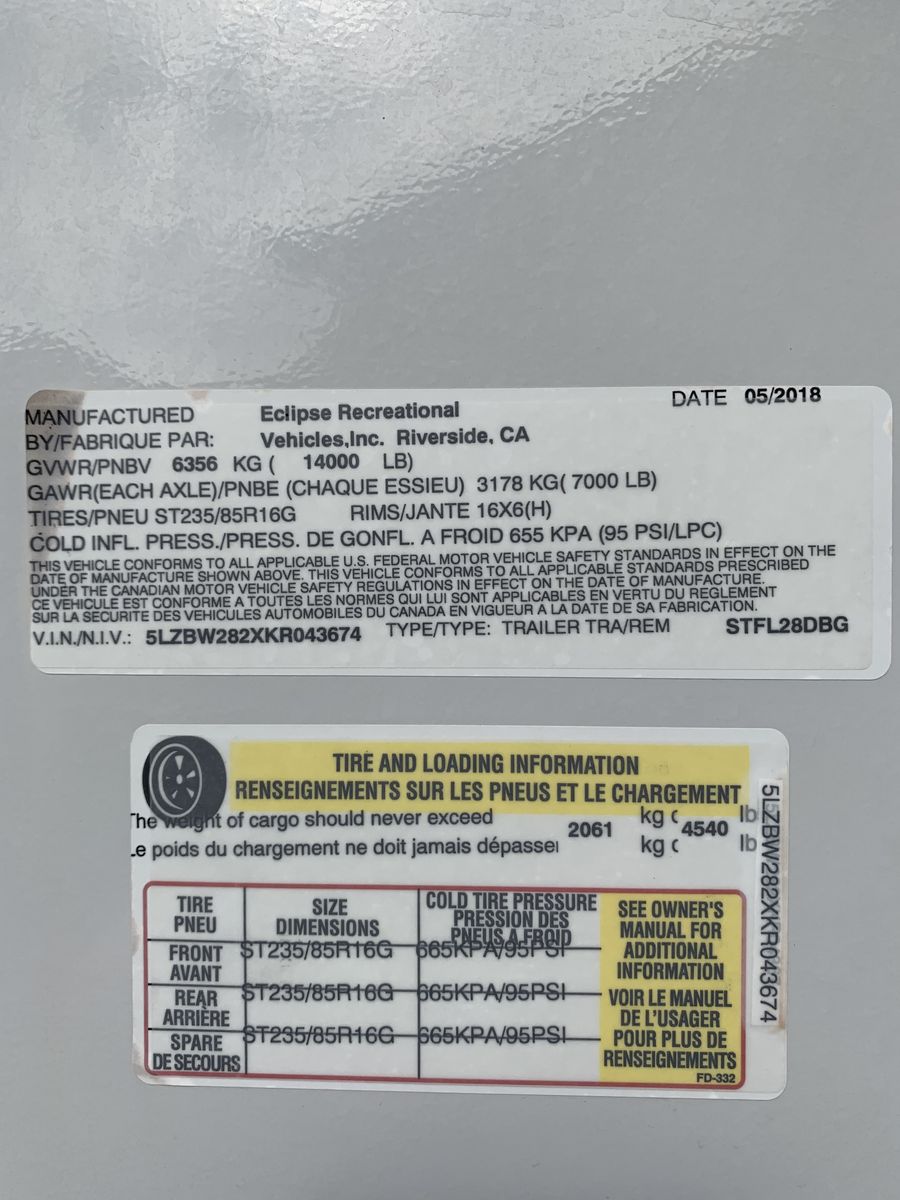 MANUFACTURED Eclipse Recreational DATE 05/2018
BY/FABRIQUE PAR: Vehicles,Inc. Riverside, CA
GVWR/PNBV 6356 KG ( 14000 LB)
GAWR(EACH AXLE)/PNBE (CHAQUE ESSIEU) 3178 KG( 7000 LB)
TIRES/PNEU ST235/85R16G RIMS/JANTE 16X6(H)
COLD INFL. PRESS./PRESS. DE GONFL. A FROID 655 KPA (95 PSI/LPC)
THIS VEHICLE CONFORMS TO ALL APPLICABLE U.S. FEDERAL MOTOR VEHICLE SAFETY STANDARDS IN EFFECT ON THE
DATE OF MANUFACTURE SHOWN ABOVE. THIS VEHICLE CONFORMS TO ALL APPLICABLE STANDARDS PRESCRIBED
UNDER THE CANADIAN MOTOR VEHICLE SAFETY REGULATIONS IN EFFECT ON THE DATE OF MANUFACTURE.
CE VEHICULE EST CONFORME A TOUTES LES NORMES QUI LUI SONT APPLICABLES EN VERTU DU REGLEMENT
SUR LA SECURITE DES VEHICULES AUTOMOBILES DU CANADA EN VIGUEUR A LA DATE DE SA FABRICATION.
V.I.N./N.I.V.: 5LZBW282XKR043674 TYPE/TYPE: TRAILER TRA/REM STFL28DBG
TIRE AND LOADING INFORMATION
RENSEIGNEMENTS SUR LES PNEUS ET LE CHARGEMENT
The weight of cargo should never exceed kg o lb
2061 4540
Le poids du chargement ne doit jamais dépasser kg o lb
5LZBW282XKR043674
TIRE
PNEU
SIZE
DIMENSIONS
COLD TIRE PRESSURE
PRESSION DES
PNEUS A FROID
FRONT
AVANT
ST235/85R16G 665KPA/95PSI
REAR
ARRIÈRE
ST235/85R16G 665KPA/95PSI
SPARE
DE SECOURS
ST235/85R16G 665KPA/95PSI
SEE OWNER'S
MANUAL FOR
ADDITIONAL
INFORMATION
VOIR LE MANUEL
DE L'USAGER
POUR PLUS DE
RENSEIGNEMENTS
FD-332